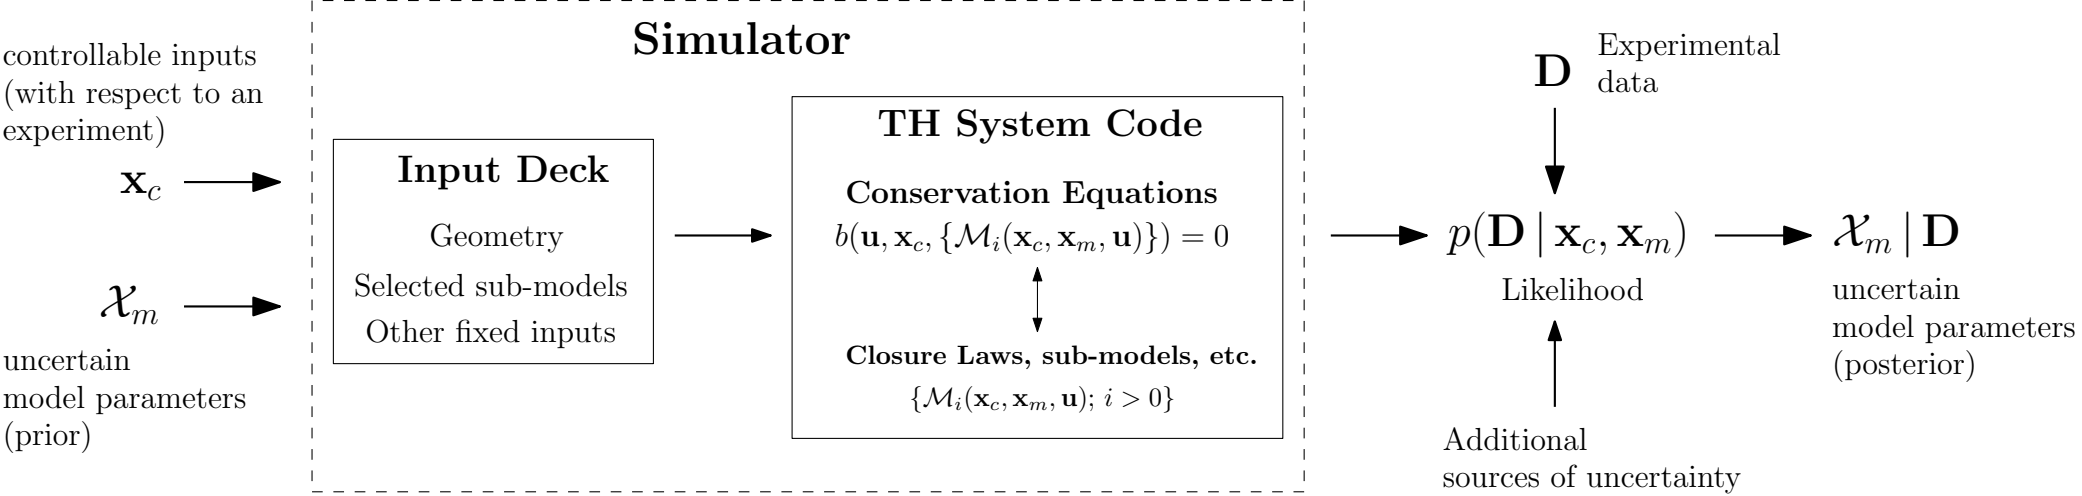 controllable inputs
(with respect to an
experiment)
x_c
𝒳_m
uncertain
model parameters
(prior)
Simulator
Input Deck
Geometry
Selected sub-models
Other fixed inputs
TH System Code
Conservation Equations
b(u, x_c, {ℳ_i(x_c, x_m, u)}) = 0
Closure Laws, sub-models, etc.
{ℳ_i(x_c, x_m, u); i > 0}
D
Experimental
data
p(D | x_c, x_m)
Likelihood
Additional
sources of uncertainty
𝒳_m | D
uncertain
model parameters
(posterior)